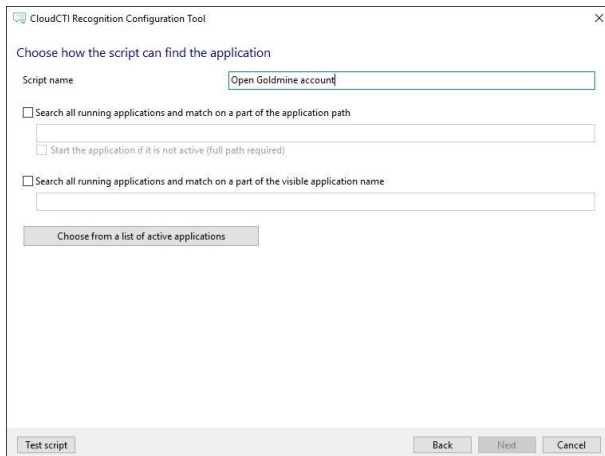 CloudCTI Recognition Configuration Tool
Choose how the script can find the application
Script name Open Goldmine account
Search all running applications and match on a part of the application path
Start the application if it is not active (full path required)
Search all running applications and match on a part of the visible application name
Choose from a list of active applications
Test script Back Next Cancel